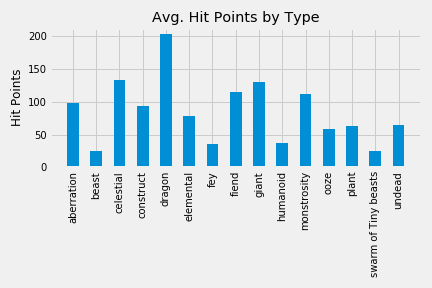 Avg. Hit Points by Type
Hit Points
200
150
100
50
0
aberration
beast
celestial
construct
dragon
elemental
fey
fiend
giant
humanoid
monstrosity
ooze
plant
swarm of Tiny beasts
undead